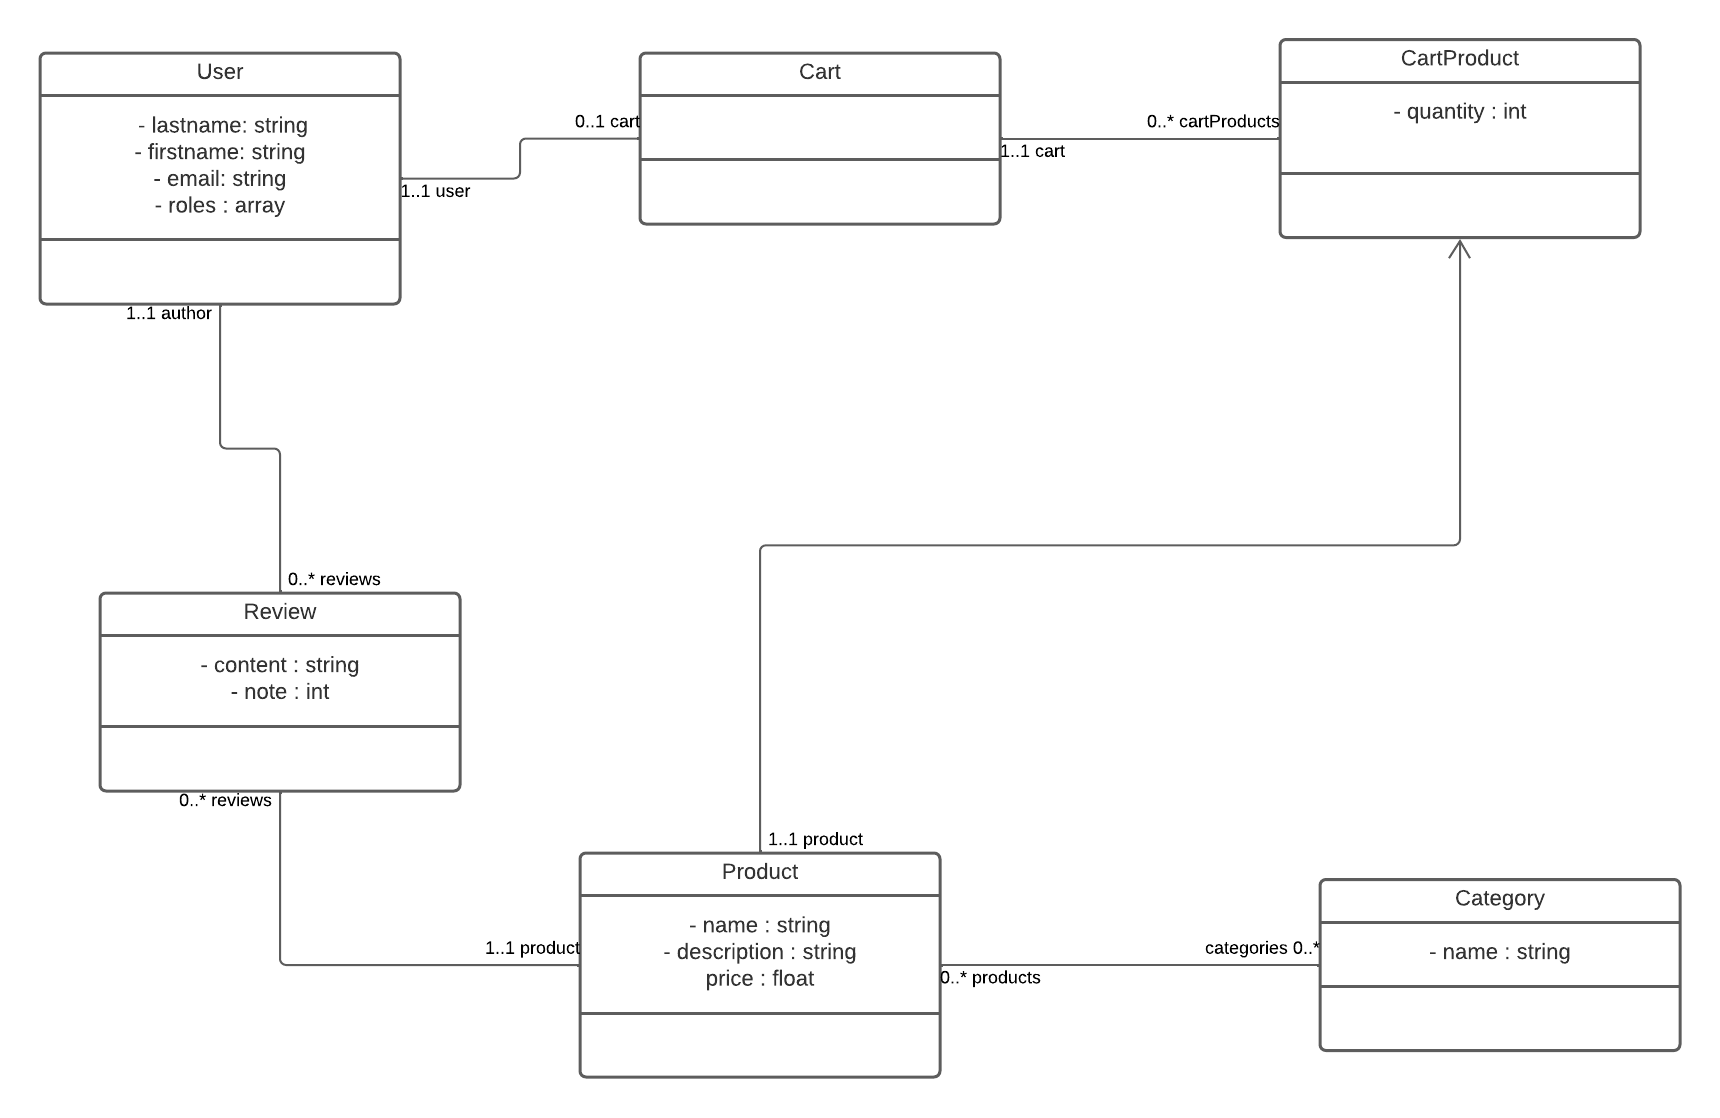 User
- lastname: string
- firstname: string
- email: string
- roles : array
1..1 user
0..1 cart
Cart
1..1 cart
0..* cartProducts
CartProduct
- quantity : int
1..1 author
0..* reviews
Review
- content : string
- note : int
0..* reviews
1..1 product
1..1 product
Product
- name : string
- description : string
price : float
0..* products
categories 0..*
Category
- name : string